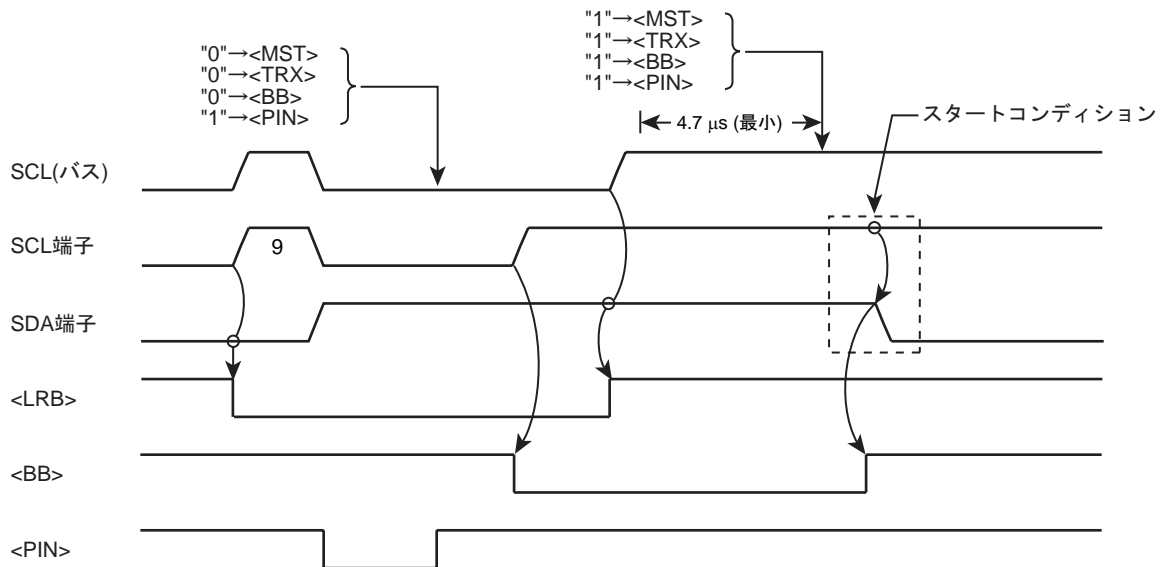 "0"→<MST>
"0"→<TRX>
"0"→<BB>
"1"→<PIN>
"1"→<MST>
"1"→<TRX>
"1"→<BB>
"1"→<PIN>
4.7 μs (最小)
スタートコンディション
SCL(バス)
SCL端子
9
SDA端子
<LRB>
<BB>
<PIN>